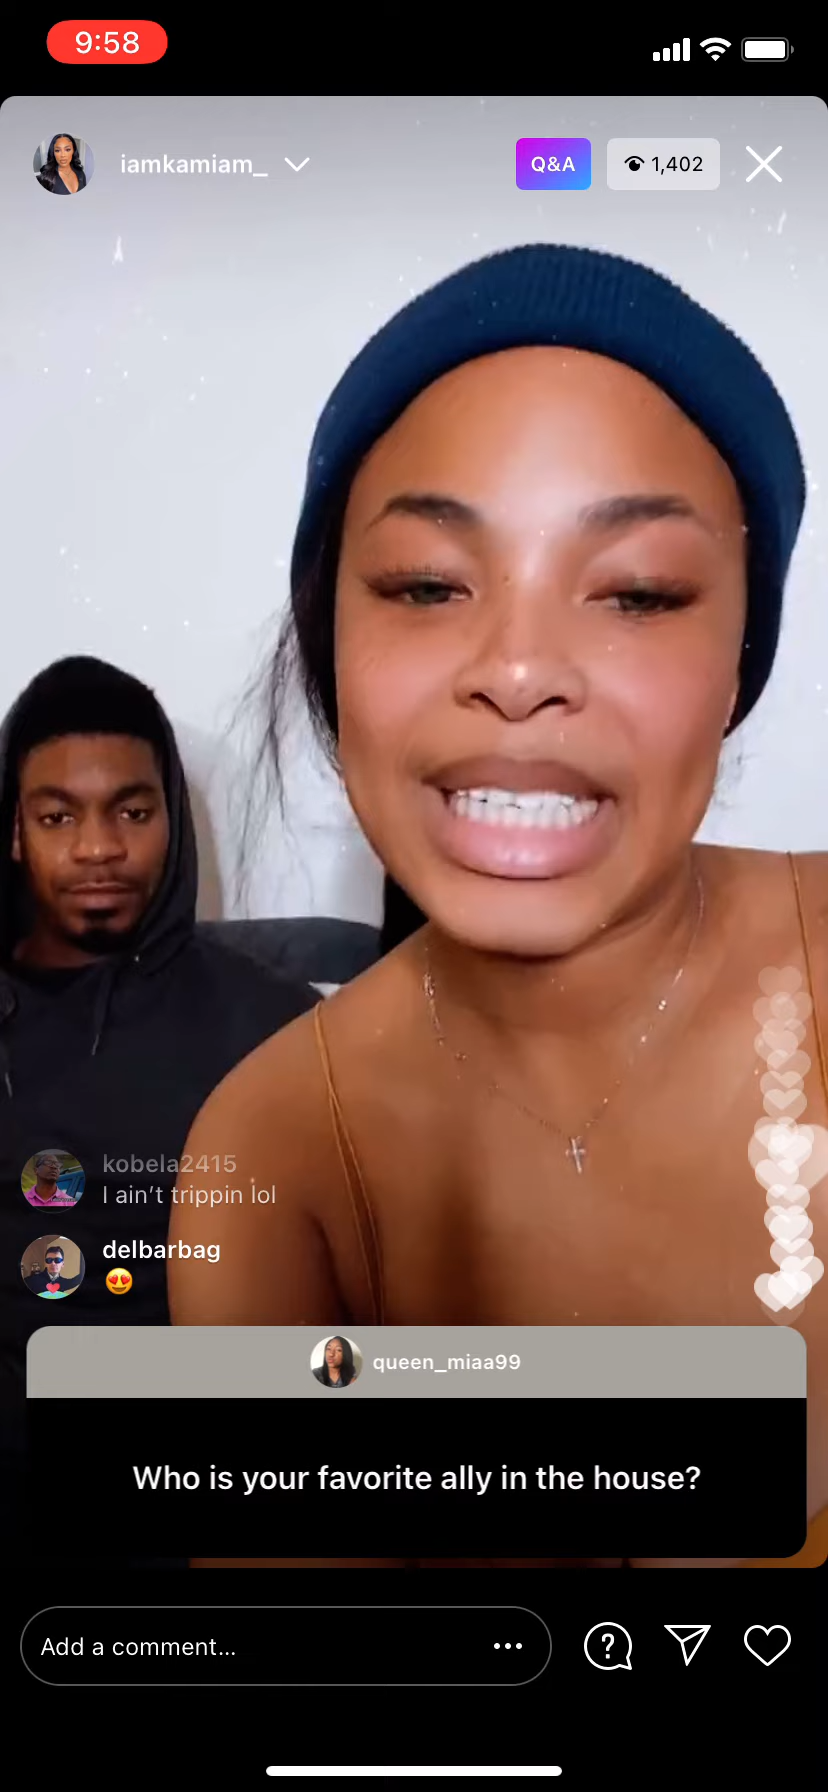 9:58
iamkamiam_
Q&A
1,402
kobela2415
I ain't trippin lol
delbarbag
😍
queen_miaa99
Who is your favorite ally in the house?
Add a comment...